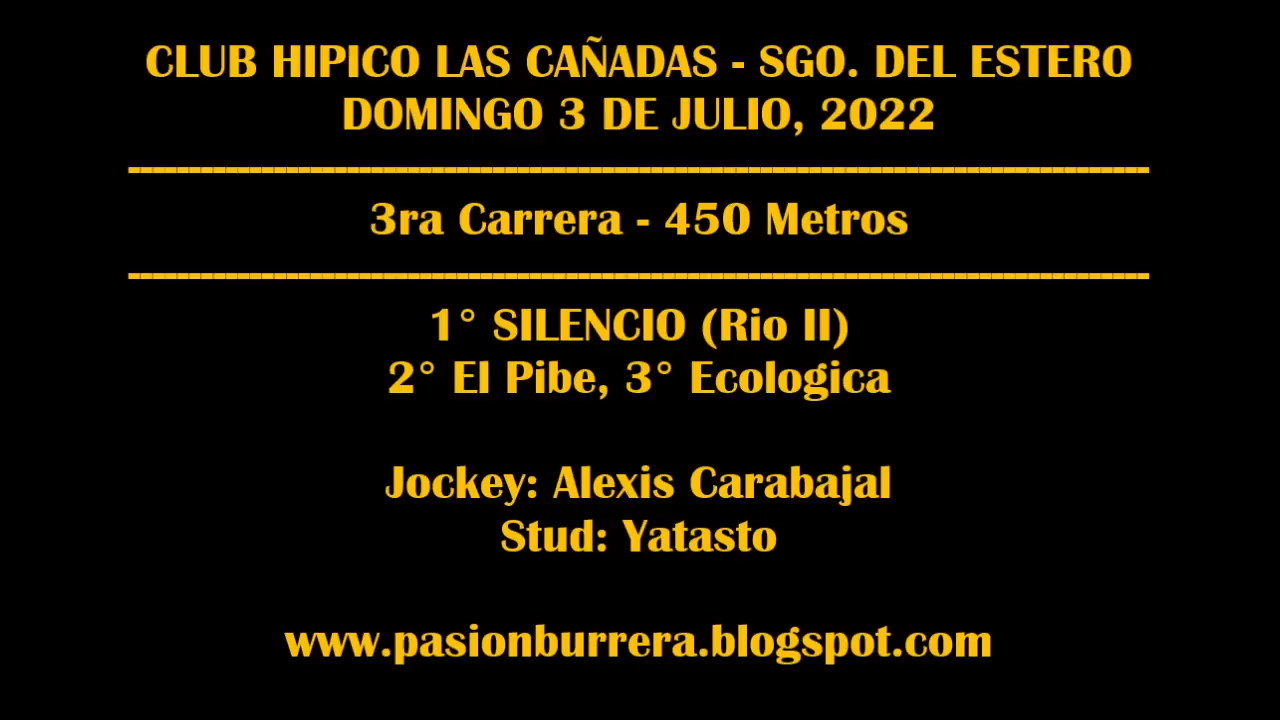 CLUB HIPICO LAS CAÑADAS - SGO. DEL ESTERO
DOMINGO 3 DE JULIO, 2022
3ra Carrera - 450 Metros
1° SILENCIO (Rio II)
2° El Pibe, 3° Ecologica
Jockey: Alexis Carabajal
Stud: Yatasto
www.pasionburrera.blogspot.com